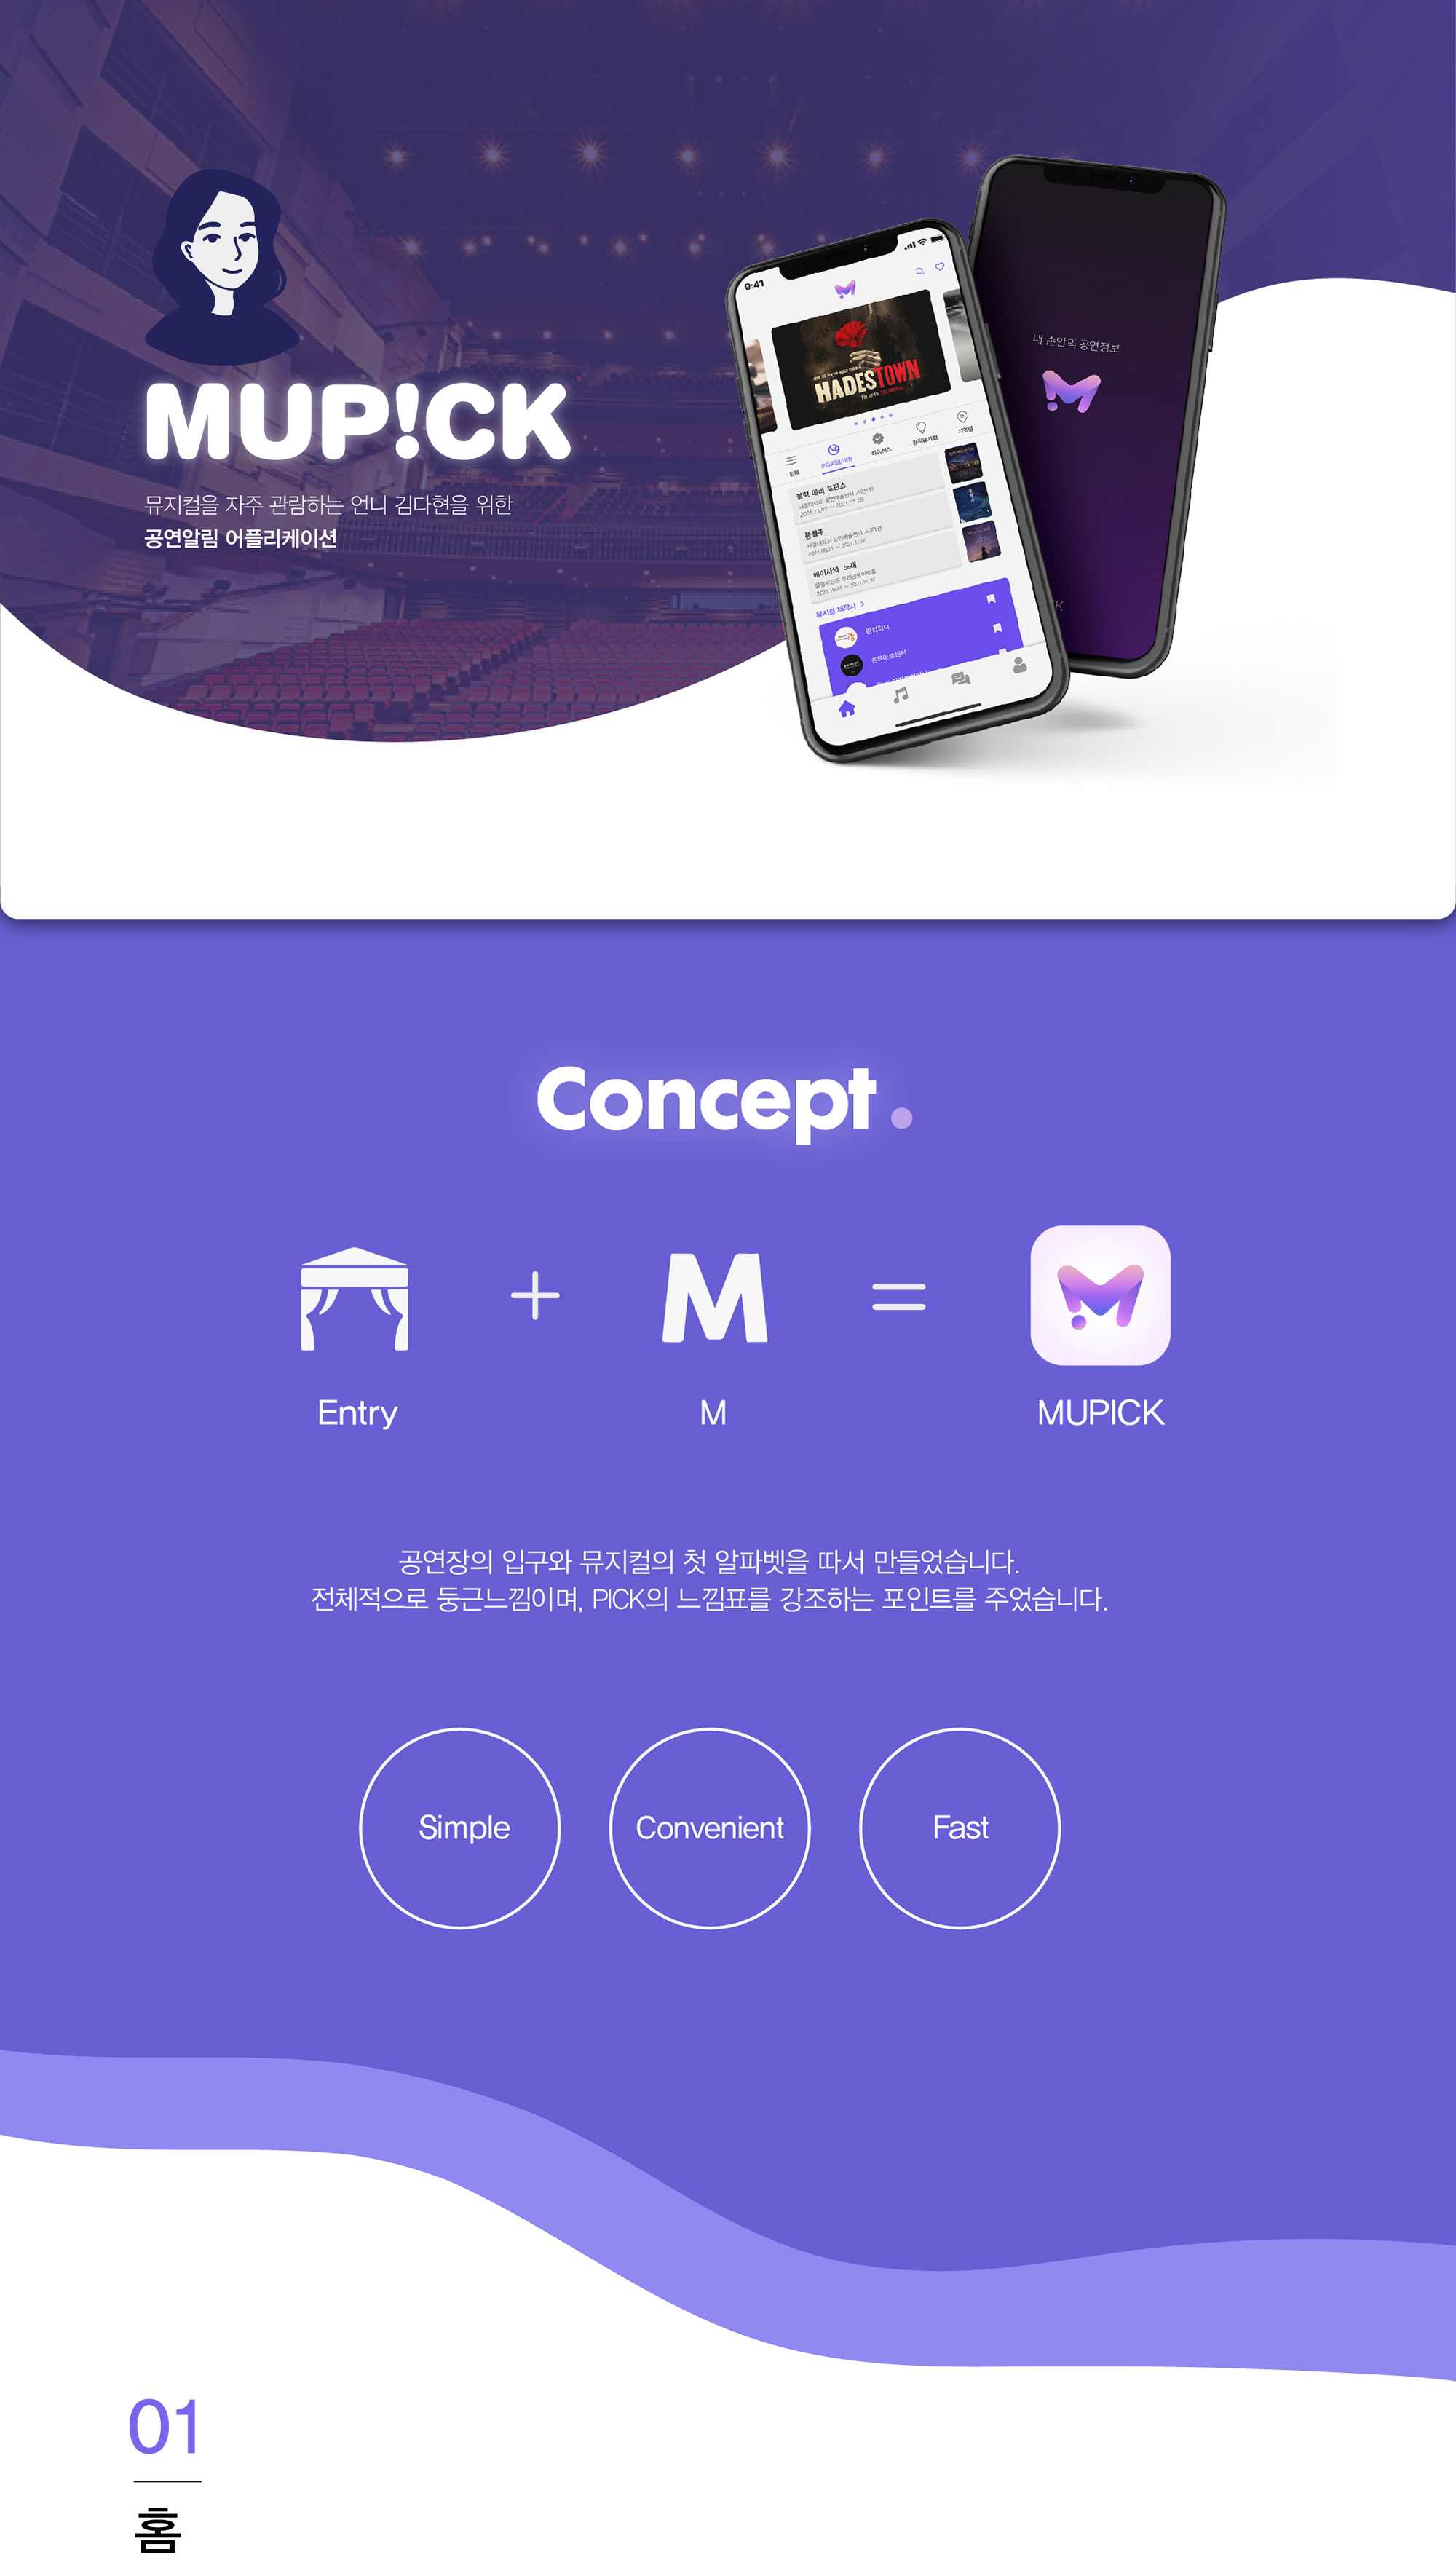 MUP!CK
뮤지컬을 자주 관람하는 언니 김다현을 위한
공연알림 어플리케이션
9:41
HADESTOWN
전체
블랙 메리 포핀스
풍월주
베이사의 노래
뮤지컬 제작사 >
내 손안의 공연정보
Concept.
Entry
+
M
M
=
MUPICK
공연장의 입구와 뮤지컬의 첫 알파벳을 따서 만들었습니다.
전체적으로 둥근느낌이며, PICK의 느낌표를 강조하는 포인트를 주었습니다.
Simple
Convenient
Fast
01
홈